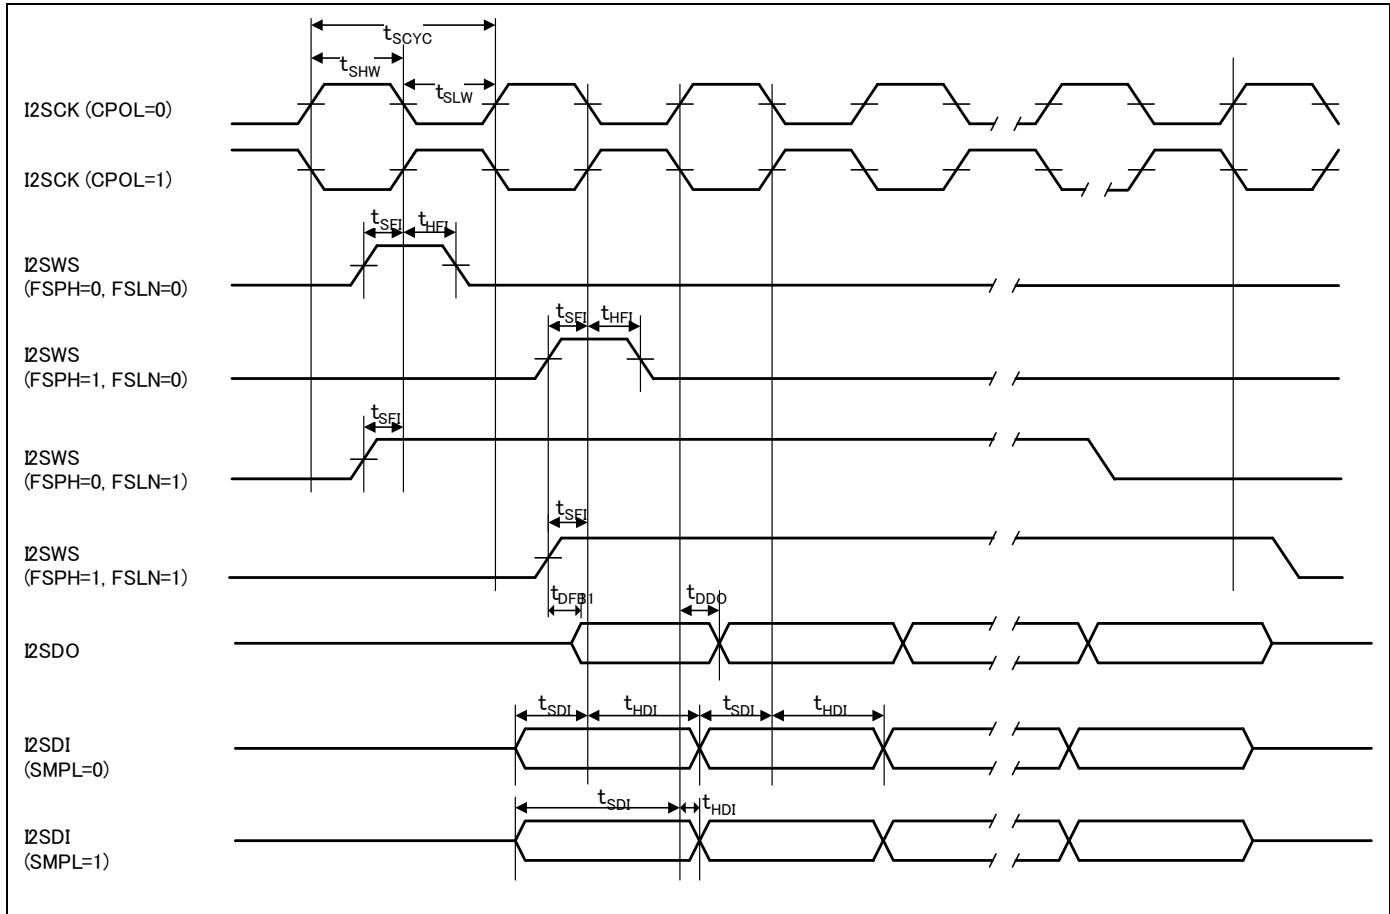 tSCYC
tSHW
tSLW
I2SCK (CPOL=0)
I2SCK (CPOL=1)
tSFI tHFI
I2SWS
(FSPH=0, FSLN=0)
tSFI tHFI
I2SWS
(FSPH=1, FSLN=0)
tSFI
I2SWS
(FSPH=0, FSLN=1)
tSFI
I2SWS
(FSPH=1, FSLN=1)
tDFB1 tDDO
I2SDO
tSDI tHDI tSDI tHDI
I2SDI
(SMPL=0)
tSDI tHDI
I2SDI
(SMPL=1)